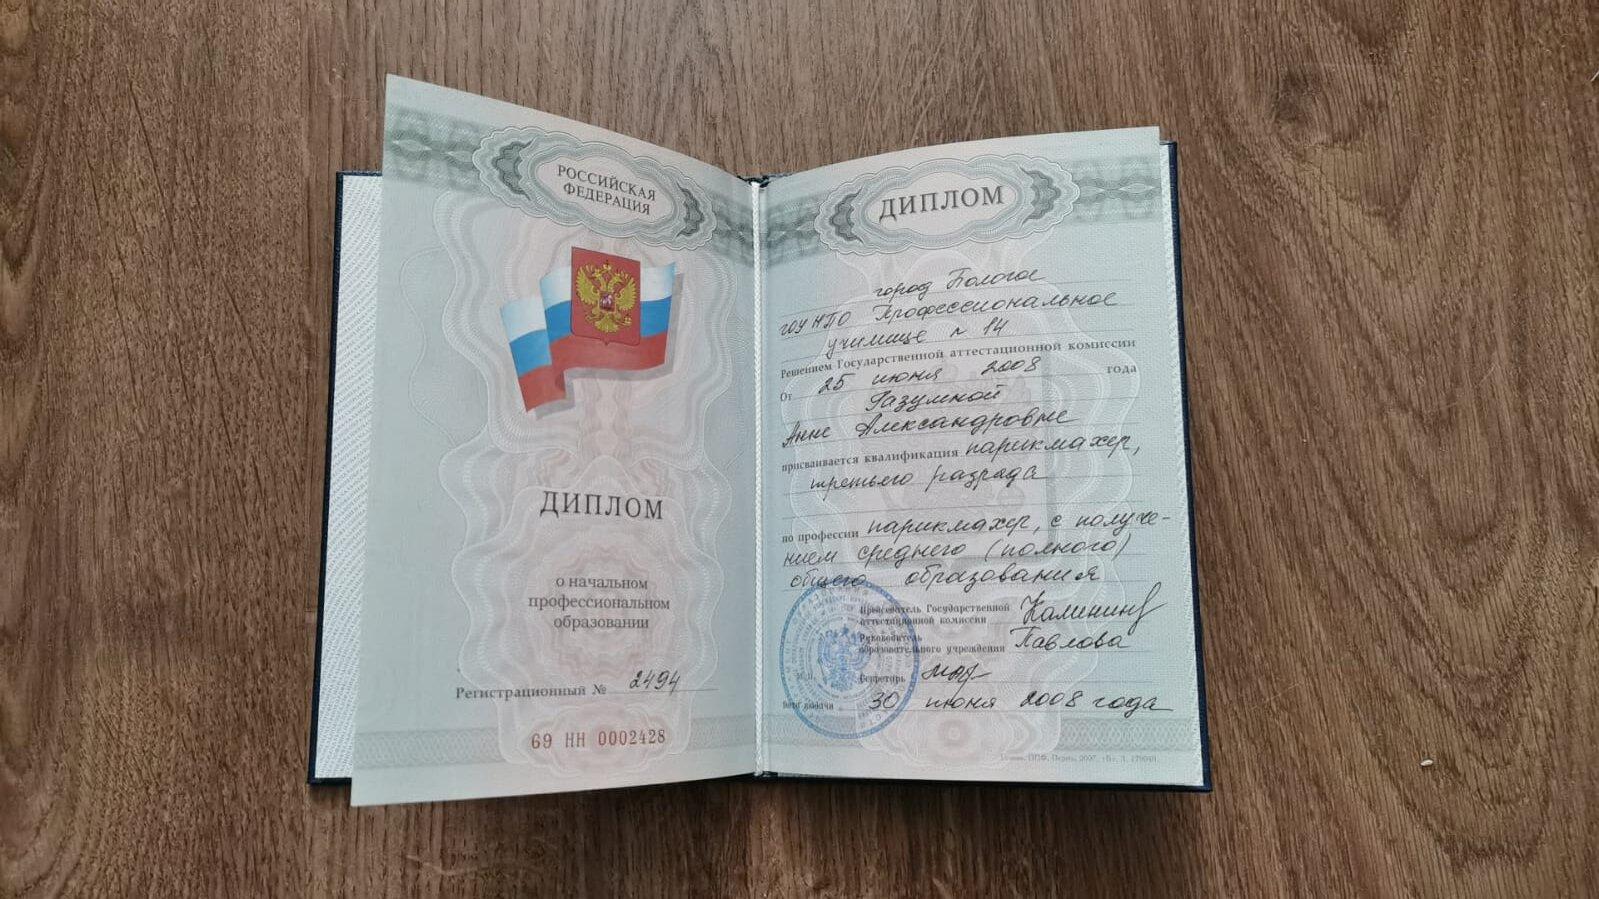 РОССИЙСКАЯ
ФЕДЕРАЦИЯ
ДИПЛОМ
о начальном
профессиональном
образовании
Регистрационный № 2494
69 НН 0002428
ДИПЛОМ
город Бологое
ГОУ НПО Профессиональное
училище № 14
Решением Государственной аттестационной комиссии
От 25 июня 2008 года
Разумной
Анне Александровне
присваивается квалификация парикмахер,
третьего разряда
по профессии парикмахер, с получе-
нием среднего (полного)
общего образования
Председатель Государственной
аттестационной комиссии
Руководитель
образовательного учреждения Павлова
Секретарь
Дата выдачи 30 июня 2008 года